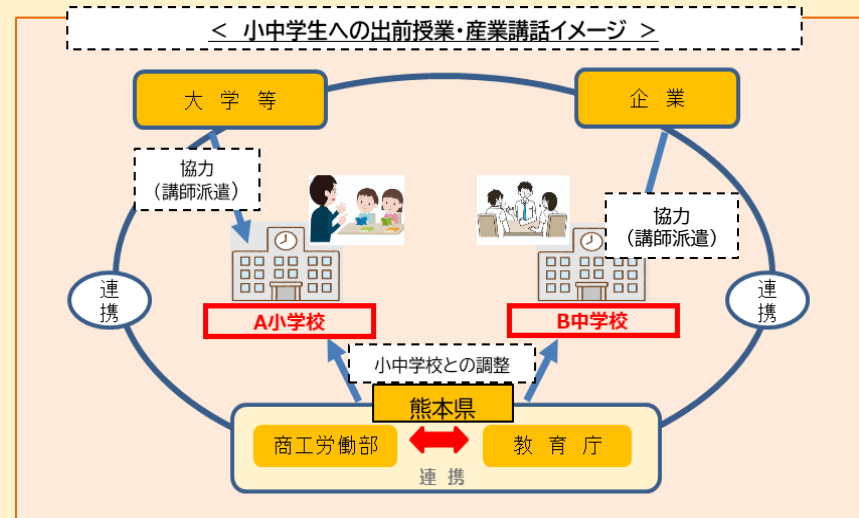 < 小中学生への出前授業・産業講話イメージ >
大学等
企業
協力
（講師派遣）
協力
（講師派遣）
連
携
連
携
A小学校
B中学校
小中学校との調整
熊本県
商工労働部
教育庁
連携